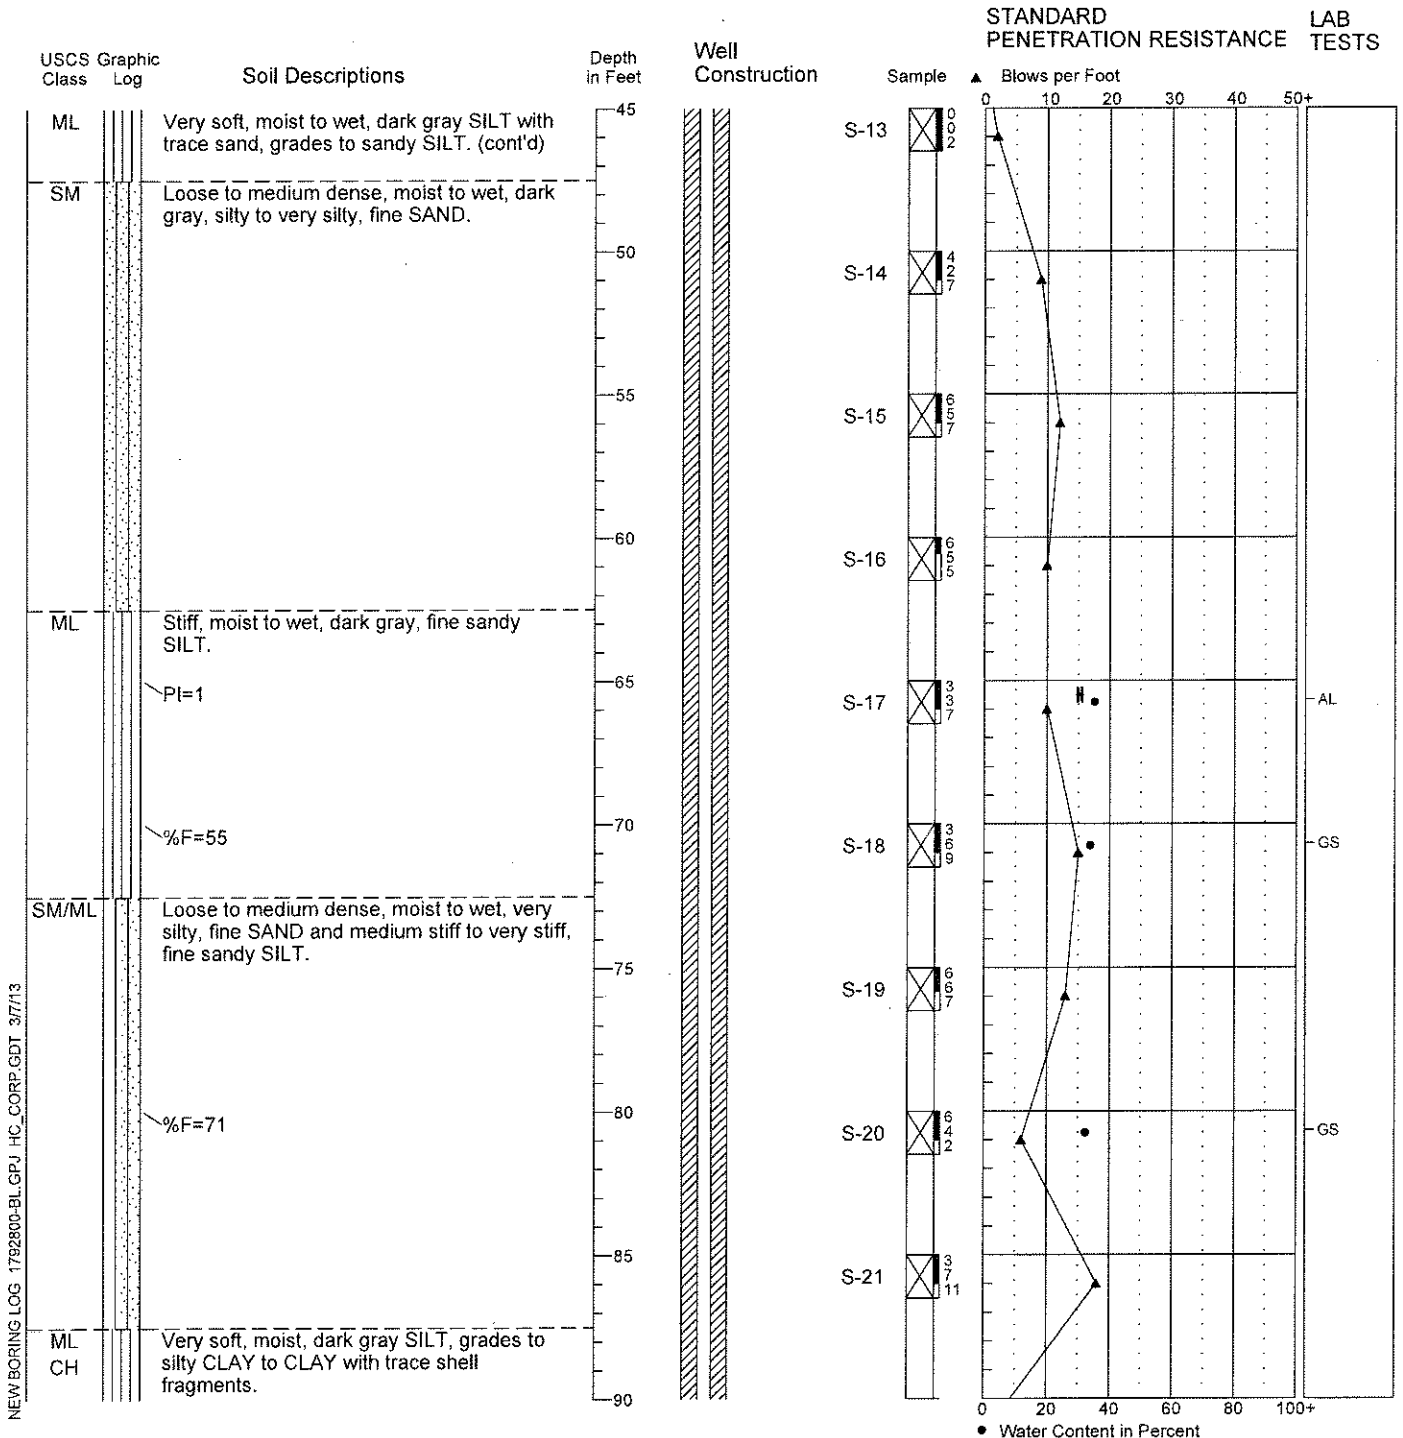 STANDARD
PENETRATION RESISTANCE
LAB
TESTS
USCS Graphic
Class Log
Soil Descriptions
Depth
in Feet
Well
Construction
Sample
▲ Blows per Foot
0 10 20 30 40 50+
45
ML
Very soft, moist to wet, dark gray SILT with
trace sand, grades to sandy SILT. (cont'd)
S-13
0
0
2
SM
Loose to medium dense, moist to wet, dark
gray, silty to very silty, fine SAND.
50
S-14
4
2
7
55
S-15
6
5
7
60
S-16
6
5
5
ML
Stiff, moist to wet, dark gray, fine sandy
SILT.
65
PI=1
S-17
3
3
7
AL
70
%F=55
S-18
3
6
9
GS
SM/ML
Loose to medium dense, moist to wet, very
silty, fine SAND and medium stiff to very stiff,
fine sandy SILT.
75
S-19
6
6
7
80
%F=71
S-20
6
4
2
GS
85
S-21
3
7
11
ML
CH
Very soft, moist, dark gray SILT, grades to
silty CLAY to CLAY with trace shell
fragments.
90
0 20 40 60 80 100+
● Water Content in Percent
NEW BORING LOG 1792800-BL.GPJ HC_CORP.GDT 3/7/13